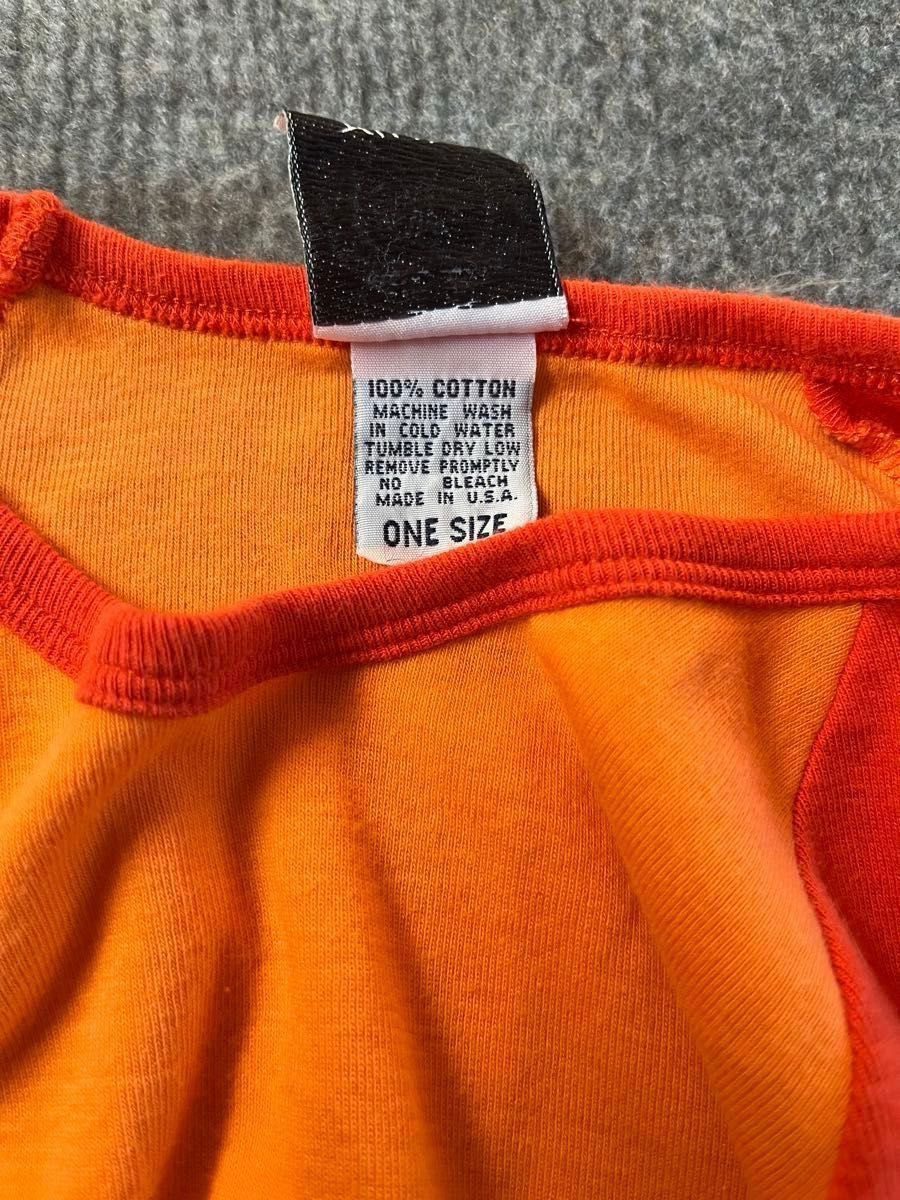 100% COTTON
MACHINE WASH
IN COLD WATER
TUMBLE DRY LOW
REMOVE PROMPTLY
NO BLEACH
MADE IN U.S.A.
ONE SIZE